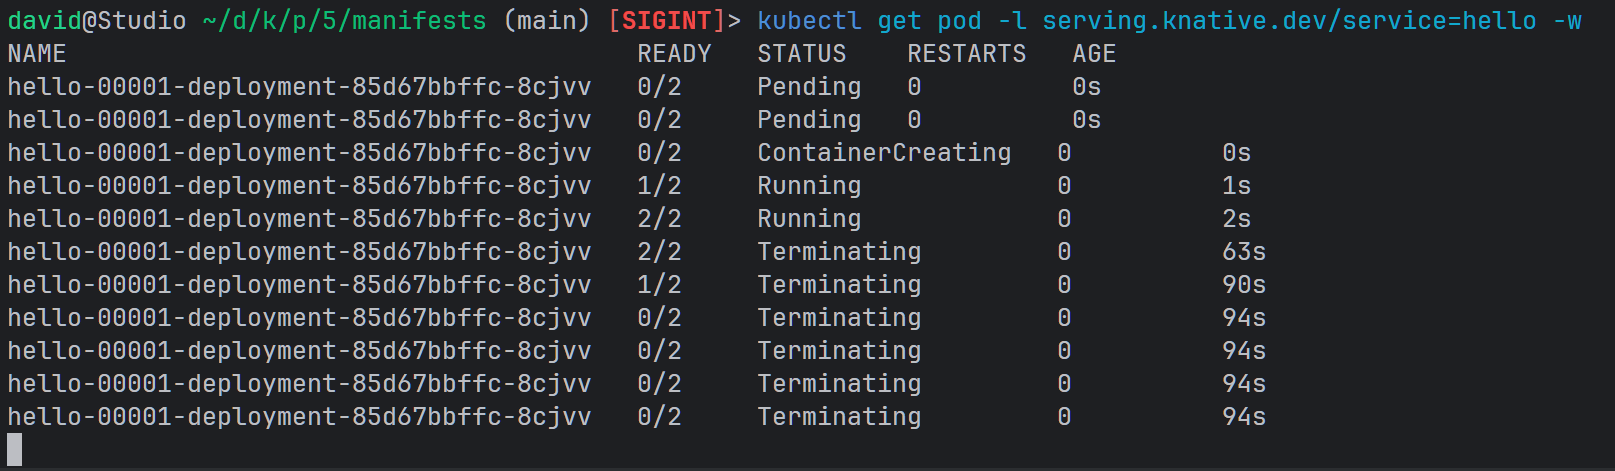 david@Studio ~/d/k/p/5/manifests (main) [SIGINT]> kubectl get pod -l serving.knative.dev/service=hello -w
NAME                                      READY   STATUS    RESTARTS   AGE
hello-00001-deployment-85d67bbffc-8cjvv   0/2     Pending   0          0s
hello-00001-deployment-85d67bbffc-8cjvv   0/2     Pending   0          0s
hello-00001-deployment-85d67bbffc-8cjvv   0/2     ContainerCreating   0          0s
hello-00001-deployment-85d67bbffc-8cjvv   1/2     Running             0          1s
hello-00001-deployment-85d67bbffc-8cjvv   2/2     Running             0          2s
hello-00001-deployment-85d67bbffc-8cjvv   2/2     Terminating         0          63s
hello-00001-deployment-85d67bbffc-8cjvv   1/2     Terminating         0          90s
hello-00001-deployment-85d67bbffc-8cjvv   0/2     Terminating         0          94s
hello-00001-deployment-85d67bbffc-8cjvv   0/2     Terminating         0          94s
hello-00001-deployment-85d67bbffc-8cjvv   0/2     Terminating         0          94s
hello-00001-deployment-85d67bbffc-8cjvv   0/2     Terminating         0          94s